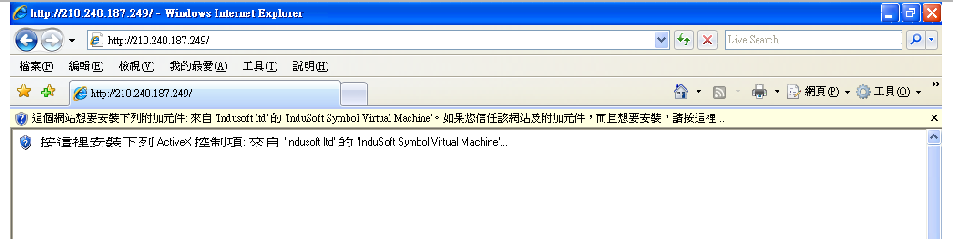 http://210.240.187.249/ - Windows Internet Explorer
http://210.240.187.249/
Live Search
檔案(F) 編輯(E) 檢視(V) 我的最愛(A) 工具(T) 說明(H)
http://210.240.187.249/ 網頁(P) 工具(O) »
這個網站想要安裝下列附加元件: 來自 'Indusoft ltd' 的 'InduSoft Symbol Virtual Machine'。如果您信任該網站及附加元件，而且想要安裝，請按這裡...
按這裡安裝下列 ActiveX 控制項: 來自 'ndusoft ltd' 的 'InduSoft Symbol Virtual Machine'...